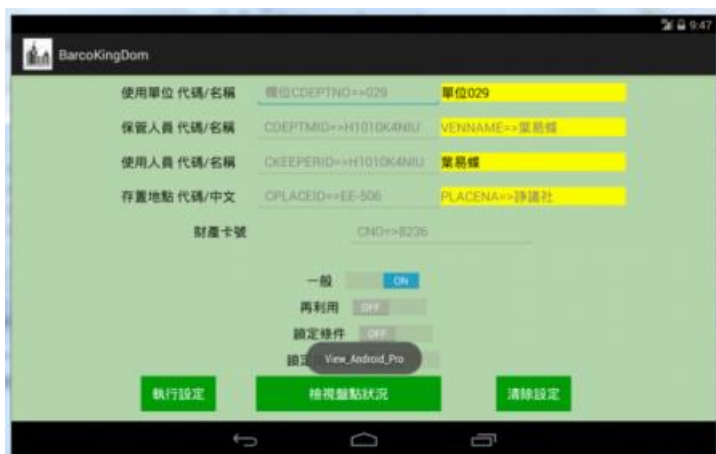 9:47
BarcoKingDom
使用單位 代碼/名稱 欄位CDEPTNO=>029 單位029
保管人員 代碼/名稱 CDEPTMID=>H1010K4NIU VENNAME=>葉易蝶
使用人員 代碼/名稱 CKEEPERID=>H1010K4NIU 葉易蝶
存置地點 代碼/中文 CPLACEID=>EE-506 PLACENA=>諍議社
財產卡號 CNO=>8236
一般 ON
再利用 OFF
鎖定條件 OFF
鎖定
View_Android_Pro
執行設定 檢視盤點狀況 清除設定